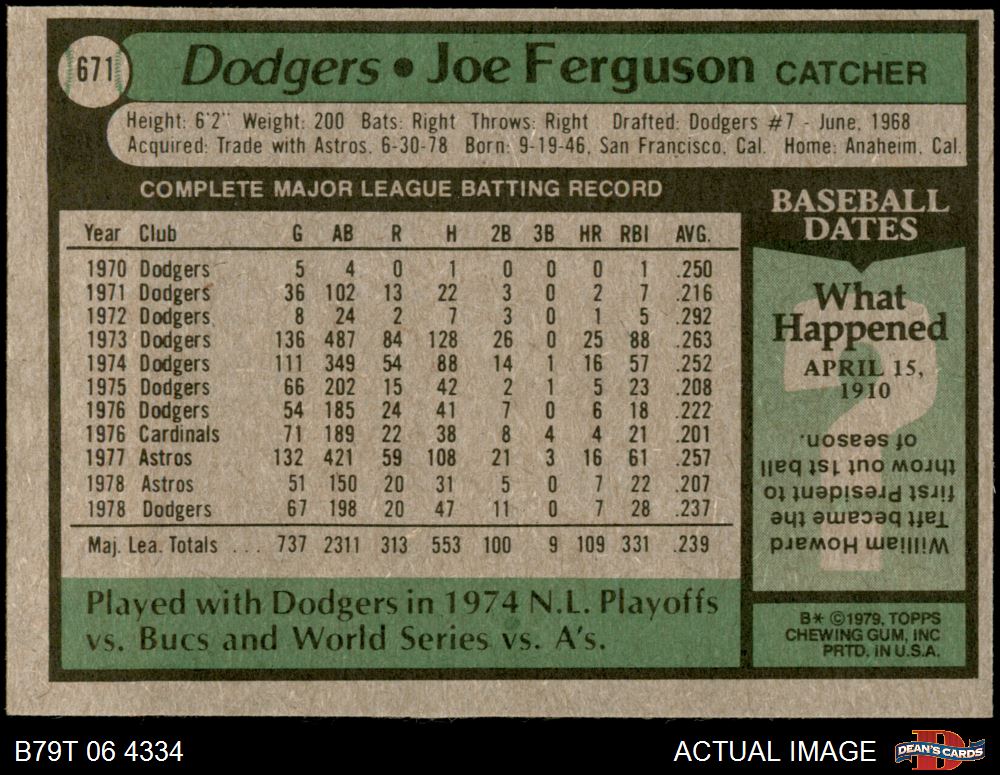 671
Dodgers • Joe Ferguson CATCHER
Height: 6'2" Weight: 200 Bats: Right Throws: Right Drafted: Dodgers #7 - June, 1968
Acquired: Trade with Astros, 6-30-78 Born: 9-19-46, San Francisco, Cal. Home: Anaheim, Cal.
COMPLETE MAJOR LEAGUE BATTING RECORD
Year Club G AB R H 2B 3B HR RBI AVG.
1970 Dodgers 5 4 0 1 0 0 0 1 .250
1971 Dodgers 36 102 13 22 3 0 2 7 .216
1972 Dodgers 8 24 2 7 3 0 1 5 .292
1973 Dodgers 136 487 84 128 26 0 25 88 .263
1974 Dodgers 111 349 54 88 14 1 16 57 .252
1975 Dodgers 66 202 15 42 2 1 5 23 .208
1976 Dodgers 54 185 24 41 7 0 6 18 .222
1976 Cardinals 71 189 22 38 8 4 4 21 .201
1977 Astros 132 421 59 108 21 3 16 61 .257
1978 Astros 51 150 20 31 5 0 7 22 .207
1978 Dodgers 67 198 20 47 11 0 7 28 .237
Maj. Lea. Totals ... 737 2311 313 553 100 9 109 331 .239
Played with Dodgers in 1974 N.L. Playoffs
vs. Bucs and World Series vs. A's.
BASEBALL
DATES
What
Happened
APRIL 15,
1910
William Howard
Taft became the
first President to
throw out 1st ball
of season.
B* ©1979, TOPPS
CHEWING GUM, INC
PRTD. IN U.S.A.
B79T 06 4334
ACTUAL IMAGE
DEAN'S CARDS